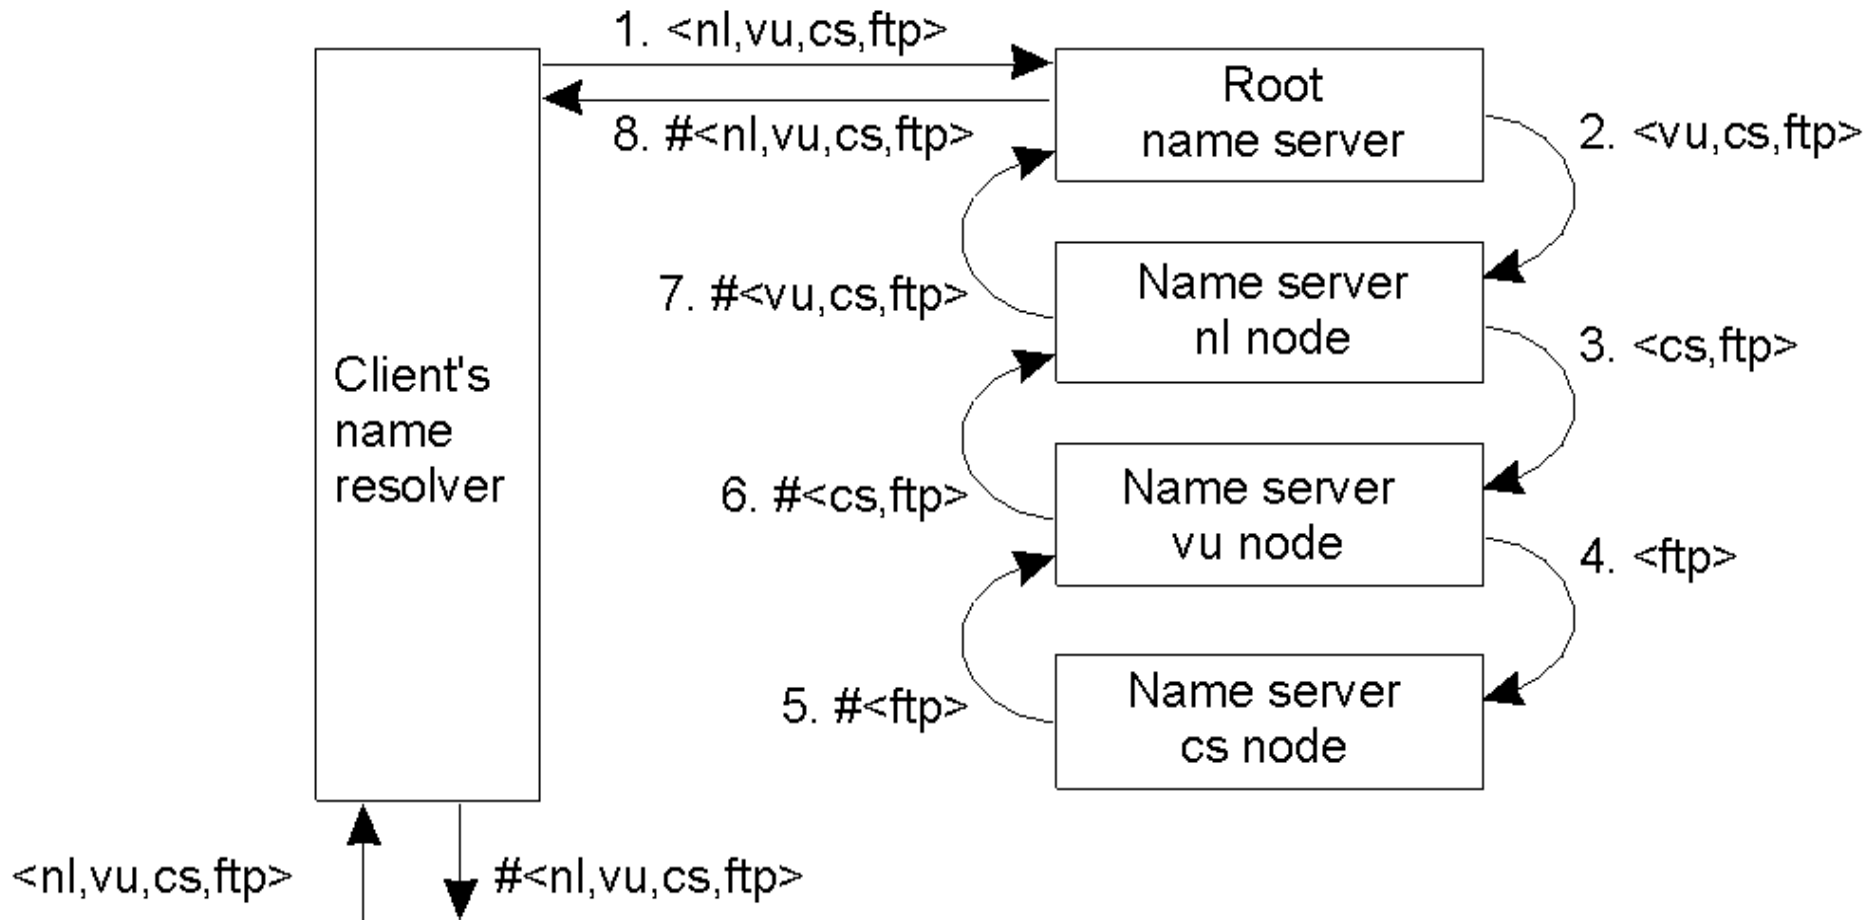 1. <nl,vu,cs,ftp>
Root
name server
2. <vu,cs,ftp>
8. #<nl,vu,cs,ftp>
Name server
nl node
7. #<vu,cs,ftp>
3. <cs,ftp>
Client's
name
resolver
Name server
vu node
6. #<cs,ftp>
4. <ftp>
Name server
cs node
5. #<ftp>
<nl,vu,cs,ftp>
#<nl,vu,cs,ftp>